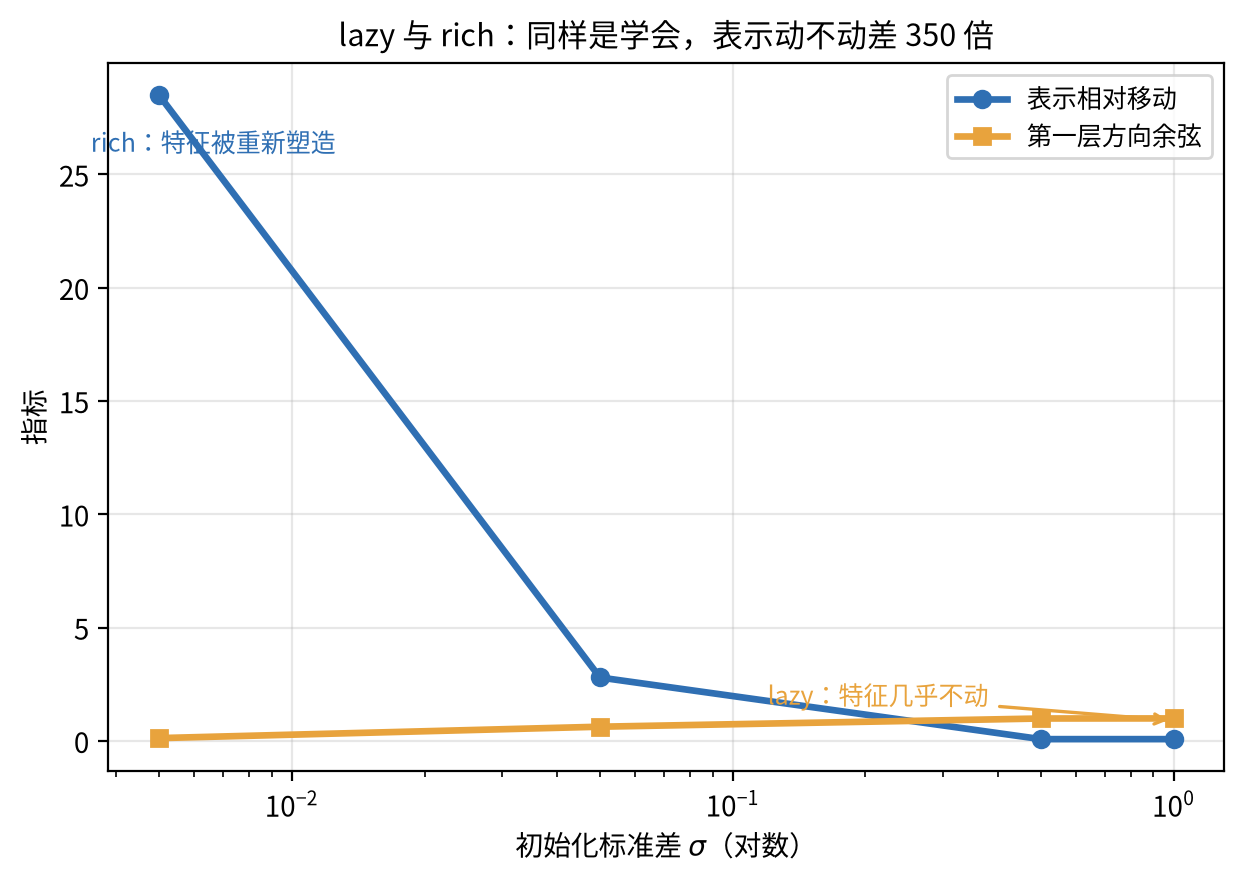 lazy 与 rich：同样是学会，表示动不动差 350 倍
表示相对移动
第一层方向余弦
rich：特征被重新塑造
25
20
15
10
5
0
指标
lazy：特征几乎不动
10⁻² 10⁻¹ 10⁰
初始化标准差 σ（对数）